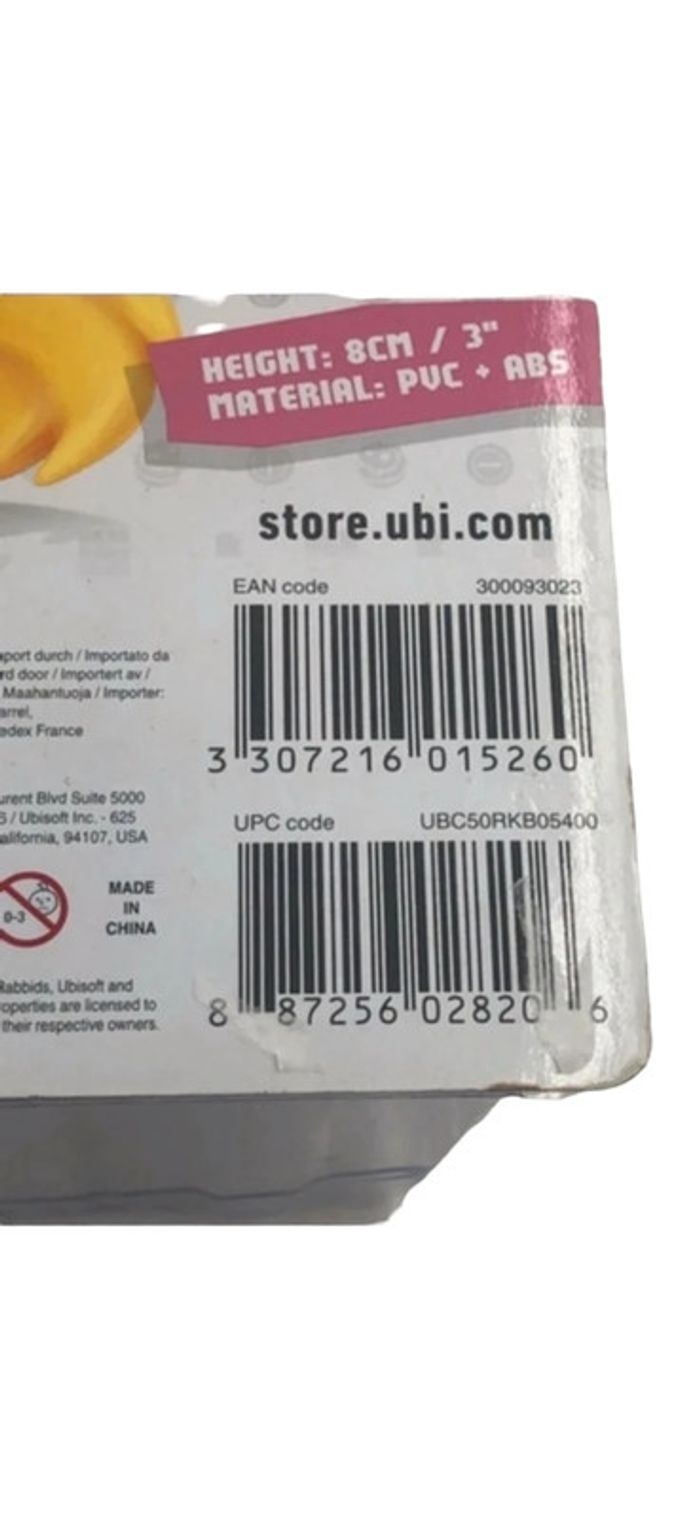 HEIGHT: 8CM / 3"
MATERIAL: PVC + ABS
store.ubi.com
EAN code 300093023
3 307216 015260
port durch / Importato da
rd door / Importert av /
Maahantuoja / Importer:
arrel,
edex France
UPC code UBC50RKB05400
8 87256 02820 6
urent Blvd Suite 5000
/ Ubisoft Inc. - 625
alifornia, 94107, USA
0-3
MADE
IN
CHINA
Rabbids, Ubisoft and
roperties are licensed to
their respective owners.